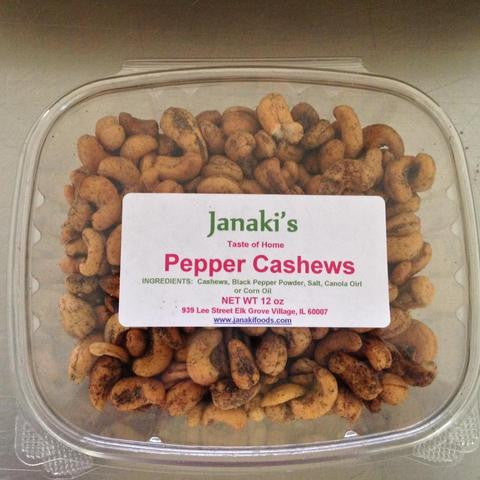 Janaki's
Taste of Home
Pepper Cashews
INGREDIENTS: Cashews, Black Pepper Powder, Salt, Canola Oirl
or Corn Oil
NET WT 12 oz
939 Lee Street Elk Grove Village, IL 60007
www.janakifoods.com